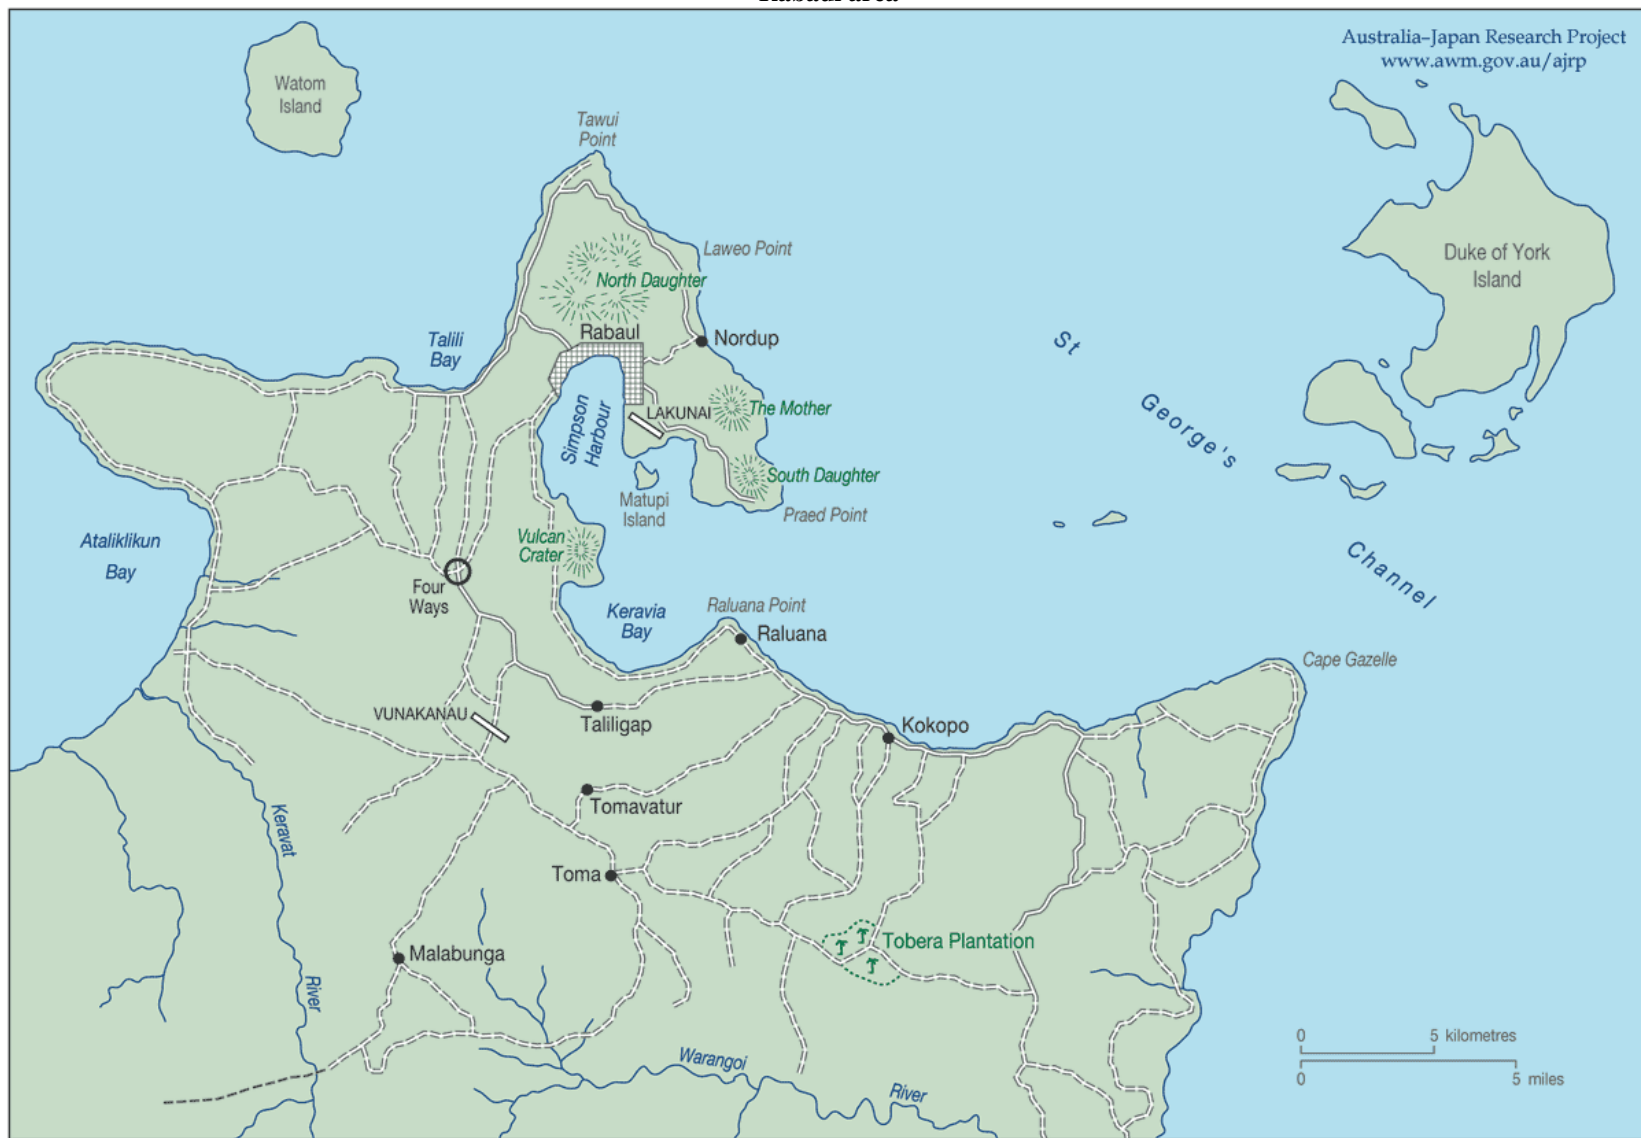 Rabaul area
Australia–Japan Research Project
www.awm.gov.au/ajrp
Watom
Island
Tawui
Point
Laweo Point
Duke of York
Island
North Daughter
Rabaul
Talili
Bay
Nordup
St
George's
Channel
The Mother
LAKUNAI
Simpson
Harbour
South Daughter
Matupi
Island
Praed Point
Vulcan
Crater
Ataliklikun
Bay
Four
Ways
Keravia
Bay
Raluana Point
Raluana
Cape Gazelle
VUNAKANAU
Taliligap
Kokopo
Tomavatur
Keravat
River
Toma
Malabunga
Tobera Plantation
Warangoi
River
0 5 kilometres
0 5 miles